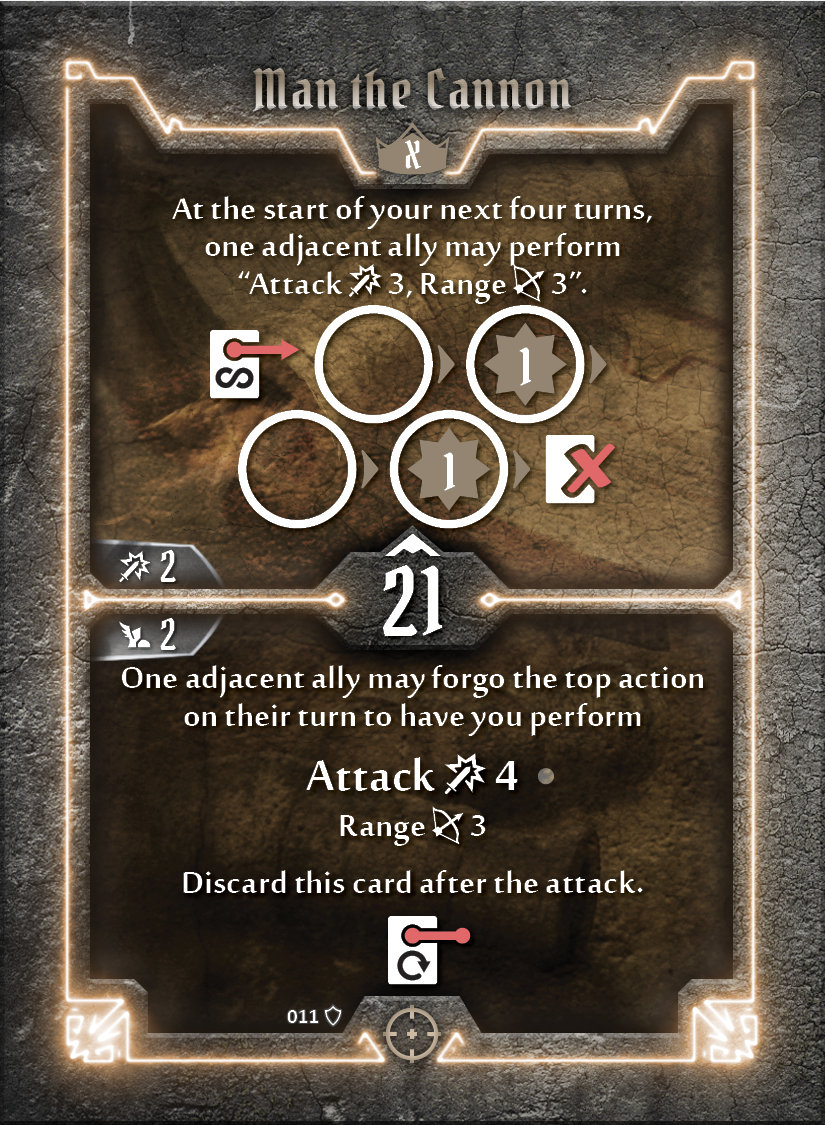 Man the Cannon
X
At the start of your next four turns,
one adjacent ally may perform
“Attack 3, Range 3”.
1
1
2
21
2
One adjacent ally may forgo the top action
on their turn to have you perform
Attack 4
Range 3
Discard this card after the attack.
011